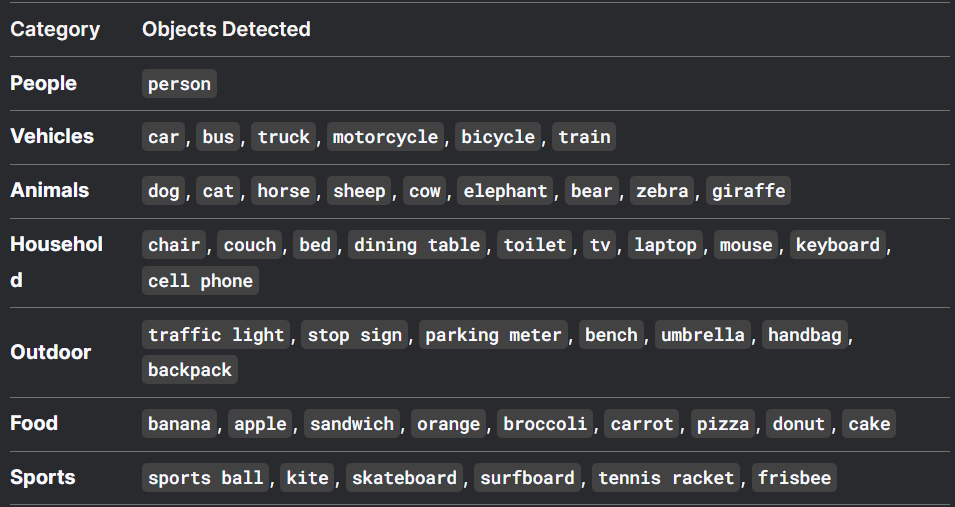 Category Objects Detected
People person
Vehicles car, bus, truck, motorcycle, bicycle, train
Animals dog, cat, horse, sheep, cow, elephant, bear, zebra, giraffe
Househol chair, couch, bed, dining table, toilet, tv, laptop, mouse, keyboard,
d cell phone
traffic light, stop sign, parking meter, bench, umbrella, handbag,
Outdoor
backpack
Food banana, apple, sandwich, orange, broccoli, carrot, pizza, donut, cake
Sports sports ball, kite, skateboard, surfboard, tennis racket, frisbee